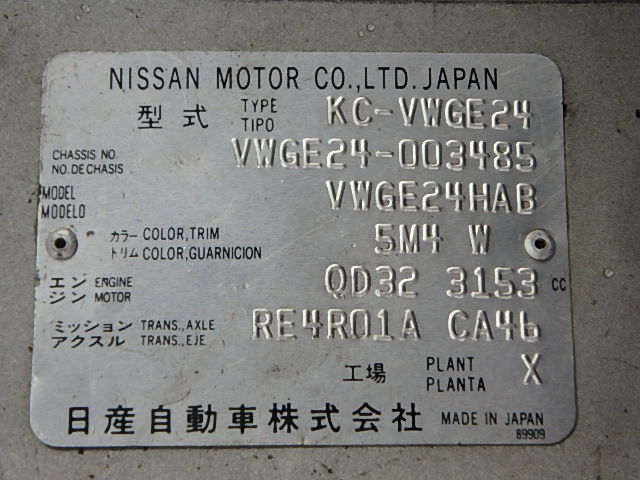 NISSAN MOTOR CO.,LTD. JAPAN
型式 TYPE TIPO KC-VWGE24
CHASSIS NO. NO. DE CHASIS VWGE24-003485
MODEL MODELO VWGE24HAB
カラー COLOR,TRIM 5M4 W
トリム COLOR,GUARNICION
エンジン ENGINE MOTOR QD32 3153 CC
ミッション TRANS.,AXLE RE4R01A CA46
アクスル TRANS.,EJE
工場 PLANT PLANTA X
日産自動車株式会社 MADE IN JAPAN
89909